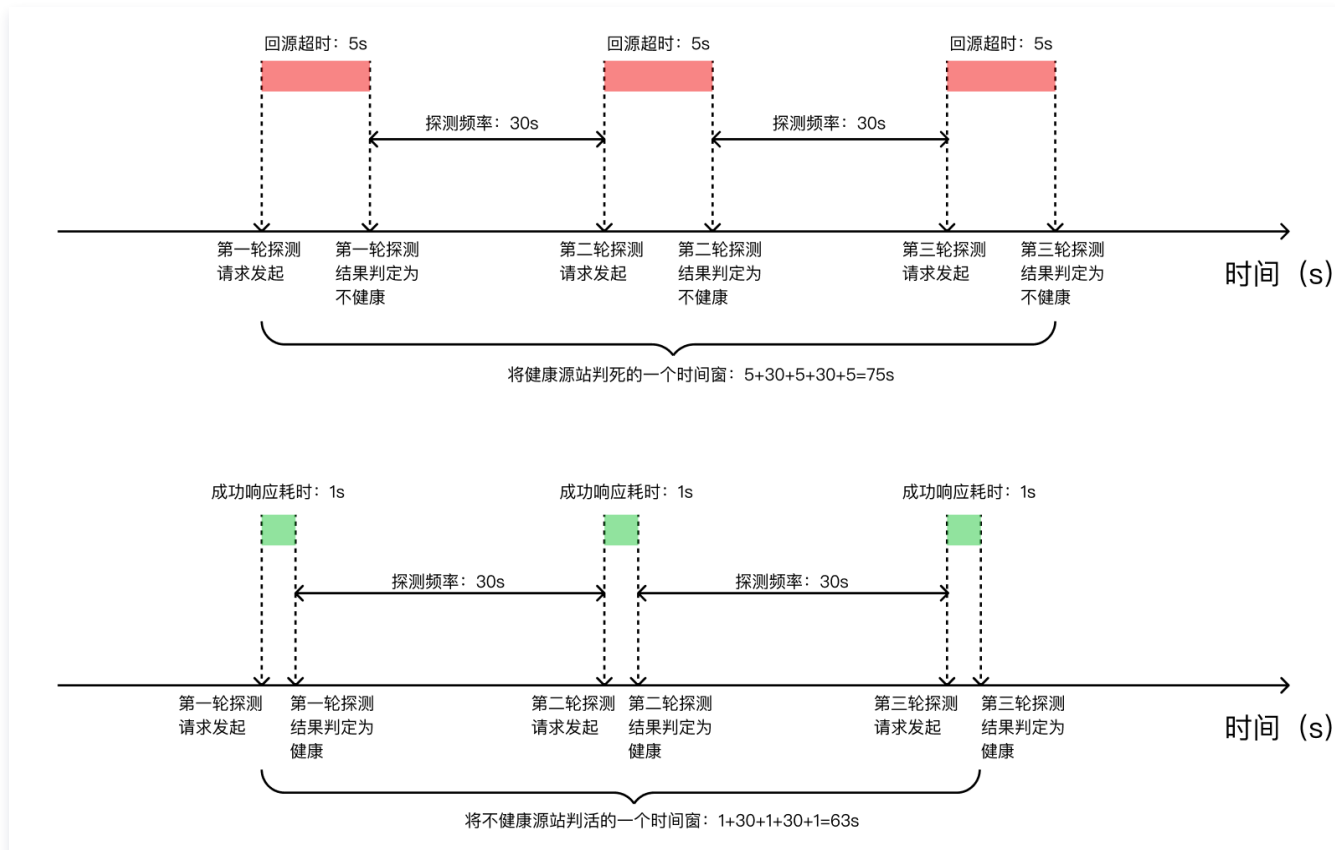 回源超时：5s
回源超时：5s
回源超时：5s
探测频率：30s
探测频率：30s
第一轮探测
请求发起
第一轮探测
结果判定为
不健康
第二轮探测
请求发起
第二轮探测
结果判定为
不健康
第三轮探测
请求发起
第三轮探测
结果判定为
不健康
时间（s）
将健康源站判死的一个时间窗：5+30+5+30+5=75s
成功响应耗时：1s
成功响应耗时：1s
成功响应耗时：1s
探测频率：30s
探测频率：30s
第一轮探测
请求发起
第一轮探测
结果判定为
健康
第二轮探测
请求发起
第二轮探测
结果判定为
健康
第三轮探测
请求发起
第三轮探测
结果判定为
健康
时间（s）
将不健康源站判活的一个时间窗：1+30+1+30+1=63s